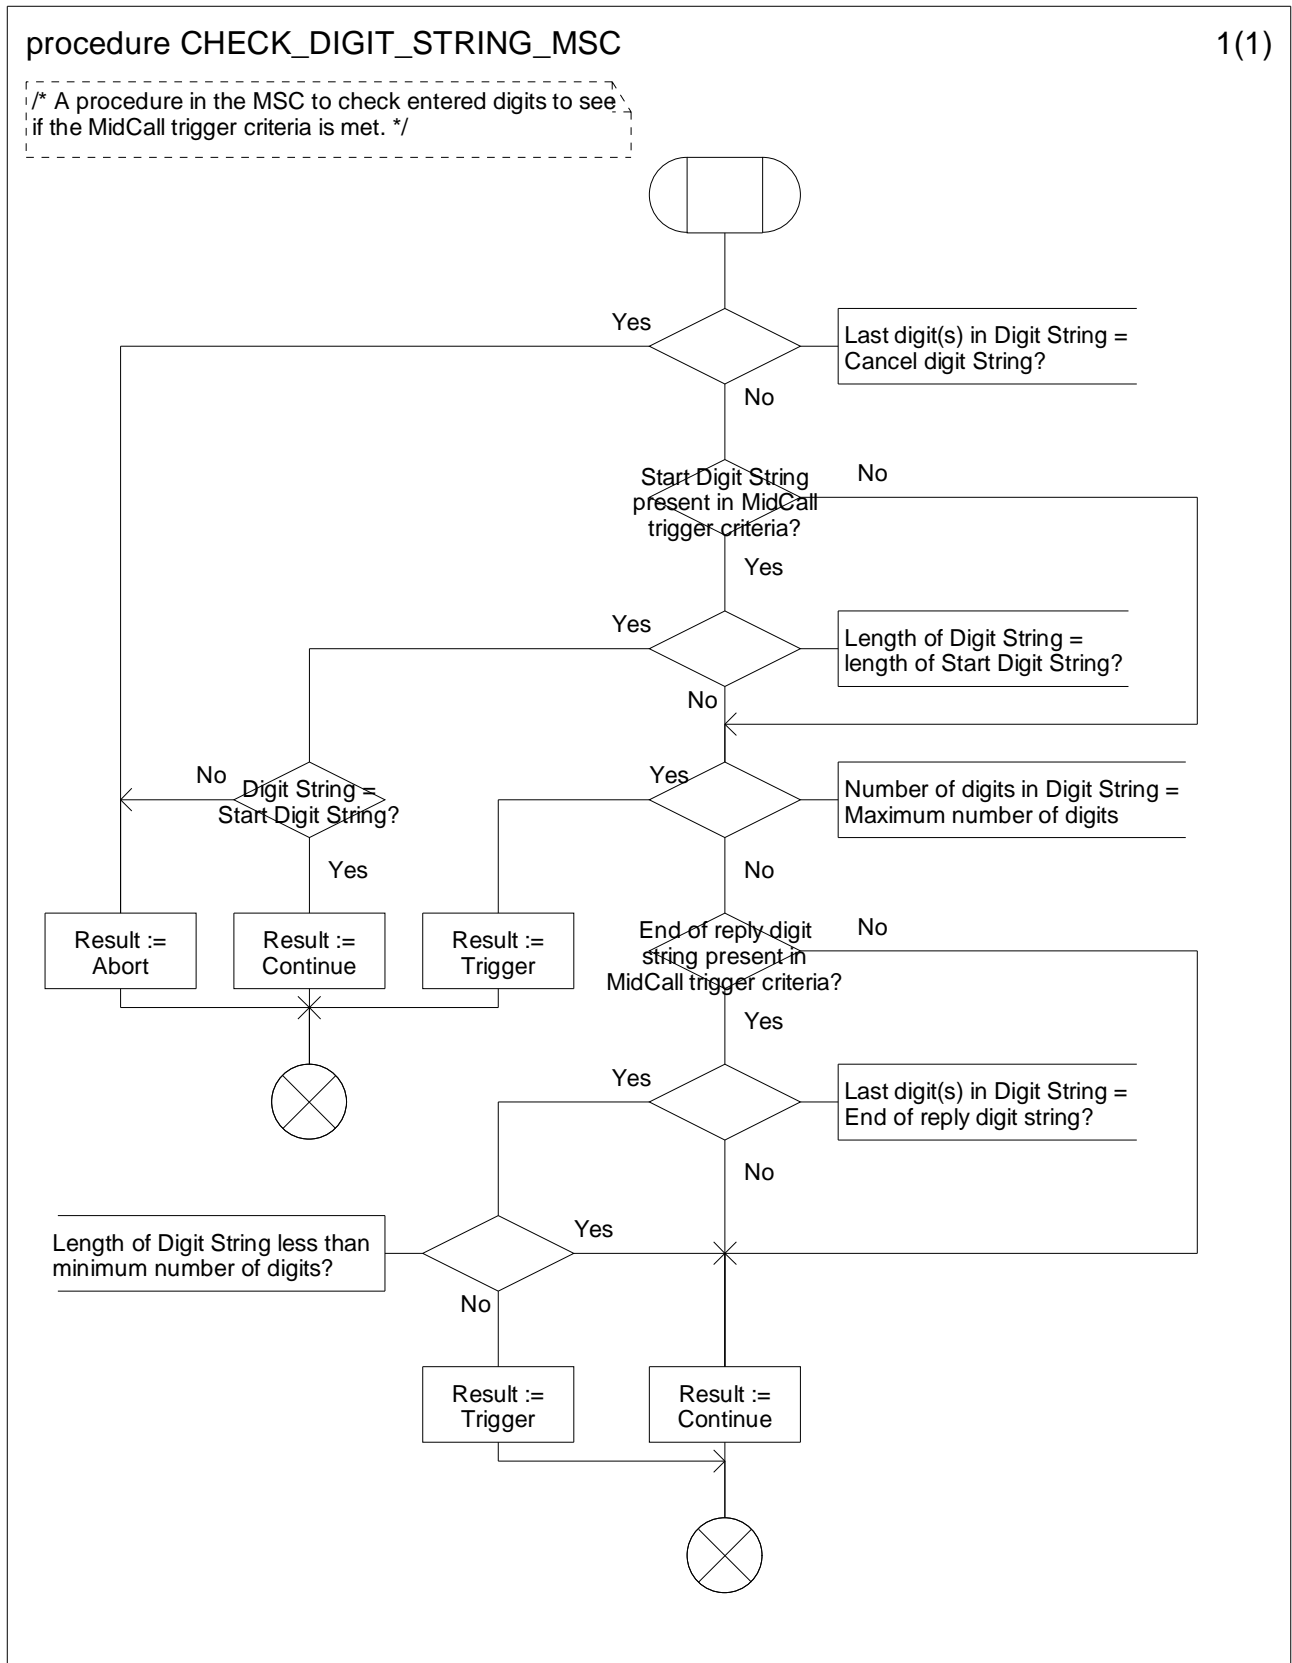 procedure CHECK_DIGIT_STRING_MSC
1(1)
/* A procedure in the MSC to check entered digits to see
if the MidCall trigger criteria is met. */
Yes
Last digit(s) in Digit String =
Cancel digit String?
No
Start Digit String
present in MidCall
trigger criteria?
No
Yes
Yes
Length of Digit String =
length of Start Digit String?
No
No
Digit String =
Start Digit String?
Yes
Number of digits in Digit String =
Maximum number of digits
Yes
No
Result :=
Abort
Result :=
Continue
Result :=
Trigger
End of reply digit
string present in
MidCall trigger criteria?
No
Yes
Yes
Last digit(s) in Digit String =
End of reply digit string?
No
Length of Digit String less than
minimum number of digits?
Yes
No
Result :=
Trigger
Result :=
Continue